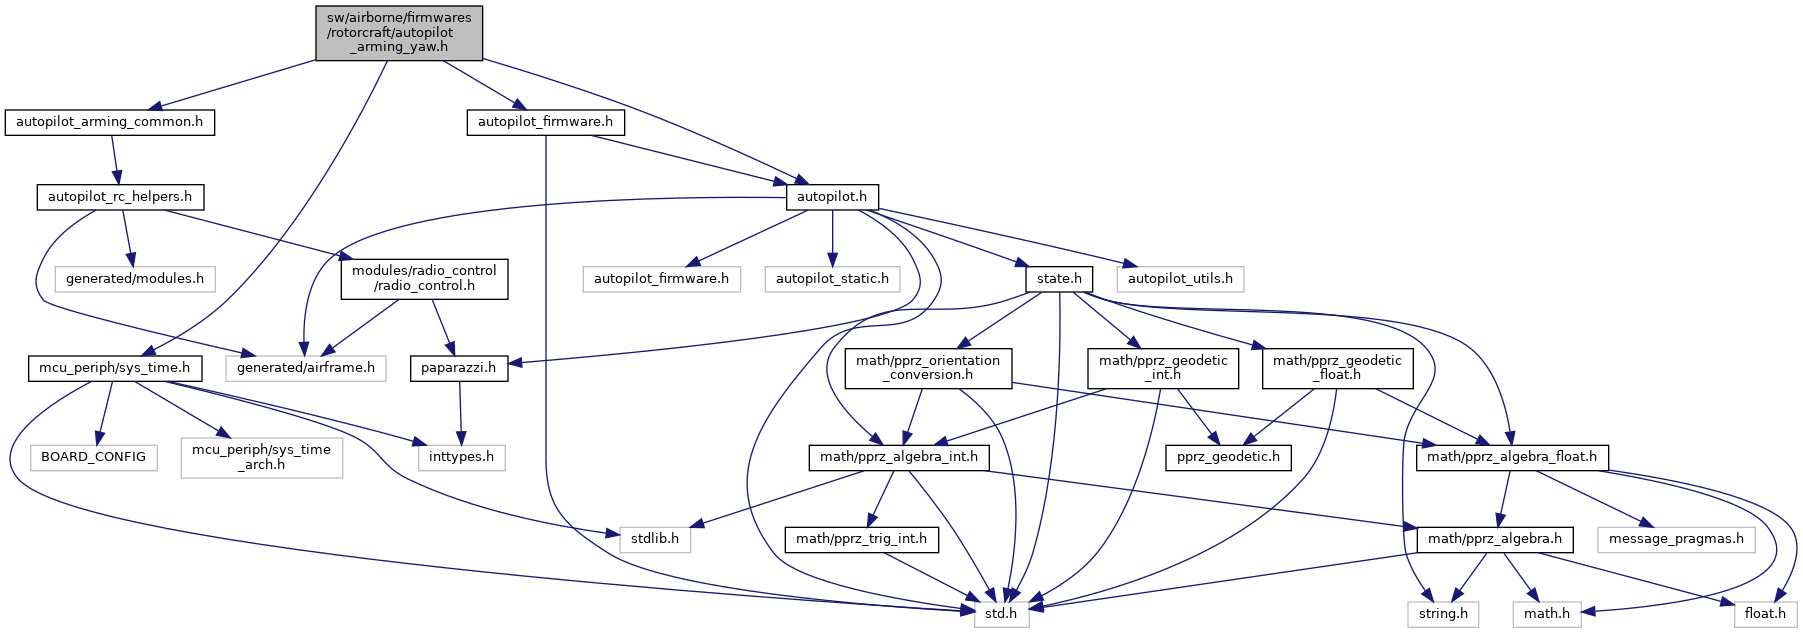 sw/airborne/firmwares
/rotorcraft/autopilot
_arming_yaw.h
autopilot_arming_common.h
autopilot_firmware.h
autopilot_rc_helpers.h
autopilot.h
generated/modules.h
modules/radio_control
/radio_control.h
autopilot_firmware.h
autopilot_static.h
state.h
autopilot_utils.h
mcu_periph/sys_time.h
generated/airframe.h
paparazzi.h
math/pprz_orientation
_conversion.h
math/pprz_geodetic
_int.h
math/pprz_geodetic
_float.h
BOARD_CONFIG
mcu_periph/sys_time
_arch.h
inttypes.h
math/pprz_algebra_int.h
pprz_geodetic.h
math/pprz_algebra_float.h
stdlib.h
math/pprz_trig_int.h
math/pprz_algebra.h
message_pragmas.h
std.h
string.h
math.h
float.h